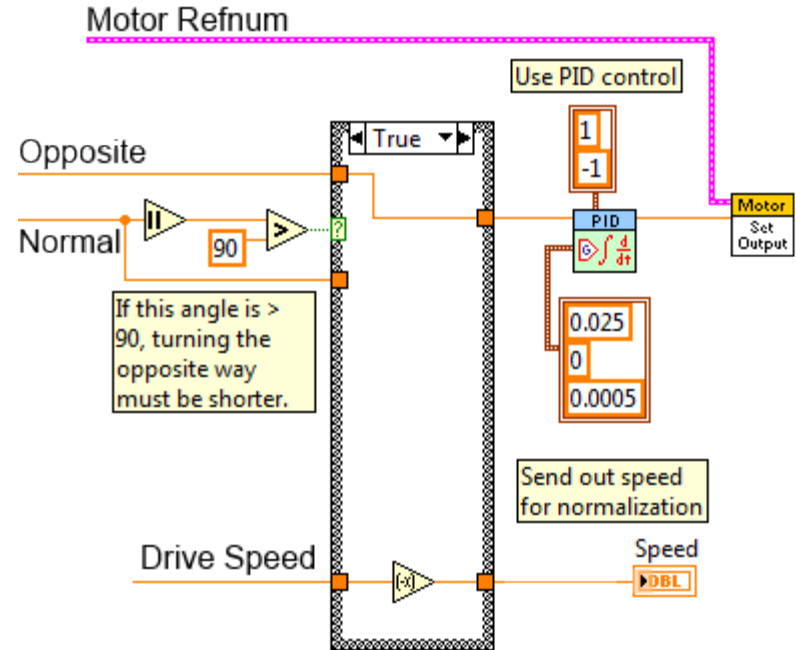 Motor Refnum
Use PID control
True
1
-1
Opposite
Normal
90
>
?
PID
G ∫ d/dt
Motor
Set
Output
If this angle is >
90, turning the
opposite way
must be shorter.
0.025
0
0.0005
Send out speed
for normalization
Drive Speed
(-x)
Speed
DBL